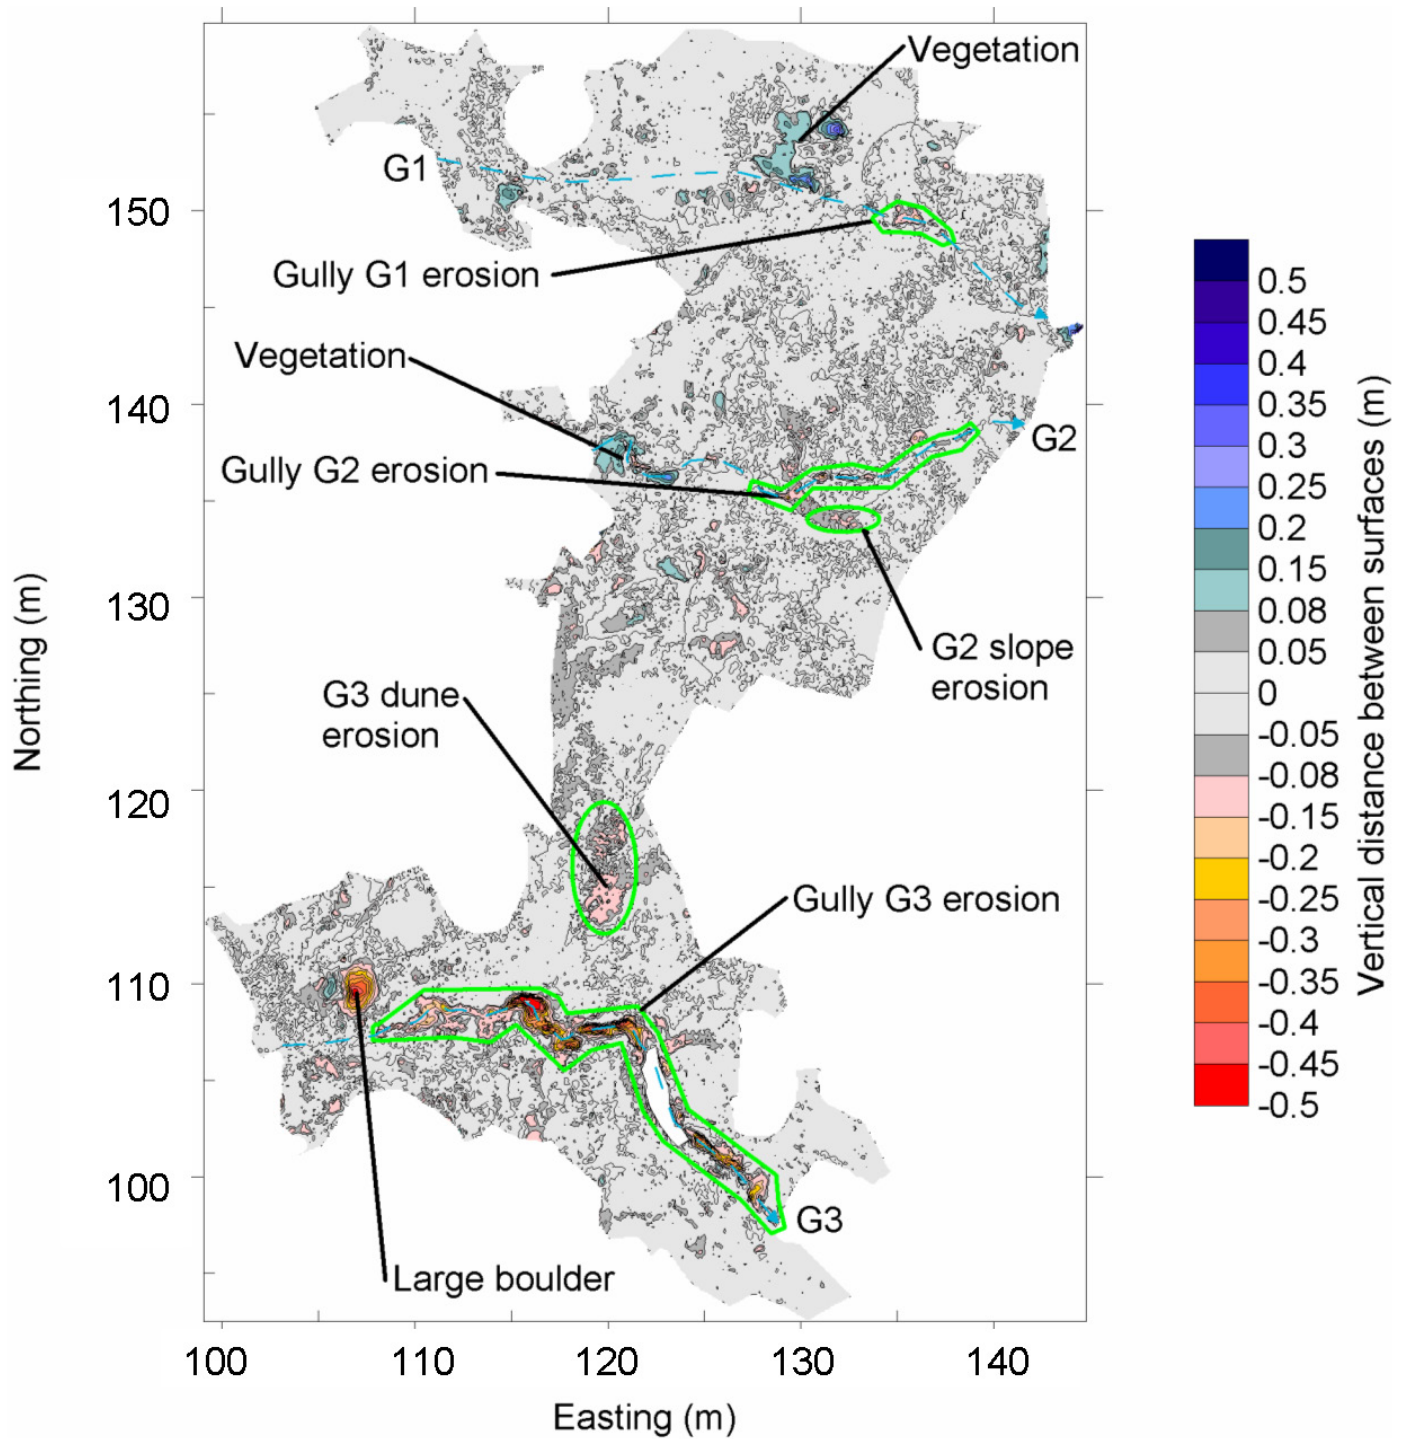 Vegetation
G1
150
Gully G1 erosion
0.5
0.45
Vegetation
0.4
0.35
140
G2
0.3
Gully G2 erosion
0.25
0.2
0.15
130
0.08
G2 slope
erosion
0.05
G3 dune
erosion
0
-0.05
-0.08
120
-0.15
-0.2
Gully G3 erosion
-0.25
-0.3
110
-0.35
-0.4
-0.45
-0.5
100
G3
Large boulder
Northing (m)
Vertical distance between surfaces (m)
100 110 120 130 140
Easting (m)